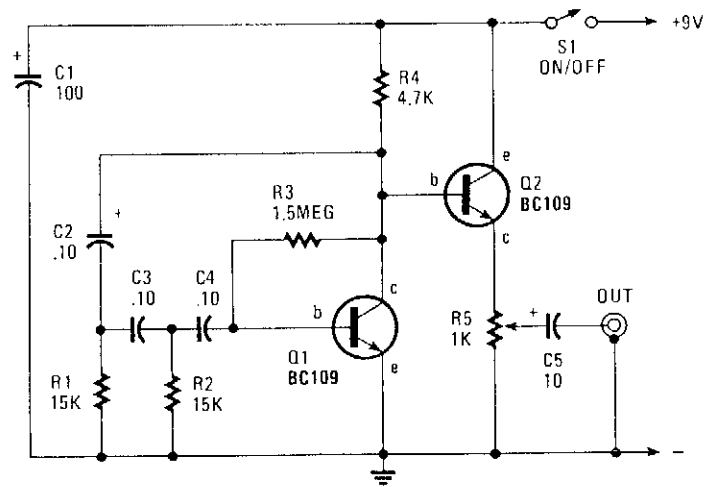 +9V
S1
ON/OFF
+
C1
100
R4
4.7K
e
b
Q2
BC109
c
+
C2
.10
R3
1.5MEG
C3
.10
C4
.10
c
b
Q1
BC109
e
R5
1K
+
C5
10
OUT
R1
15K
R2
15K
−